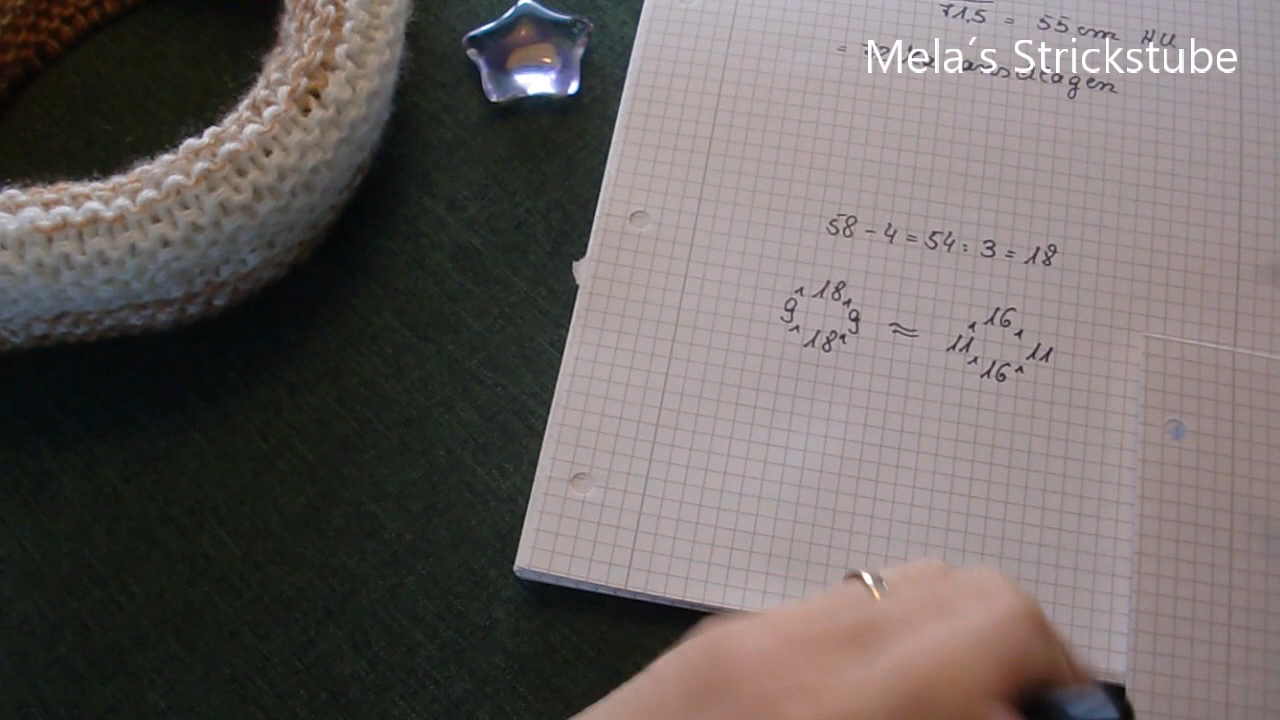 Mela´s Strickstube
71,5 = 55 cm HU
=
58 - 4 = 54 : 3 = 18
18
9 9 ≈
18
16
11 11
16